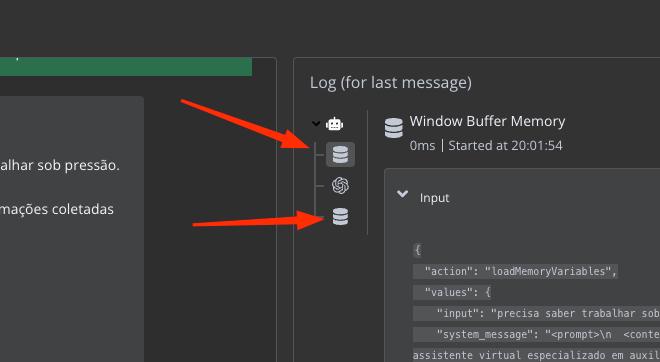 Log (for last message)
alhar sob pressão.
mações coletadas
Window Buffer Memory
0ms | Started at 20:01:54
Input
{
"action": "loadMemoryVariables",
"values": {
"input": "precisa saber trabalhar sob
"system_message": "<prompt>\n <conte
assistente virtual especializado em auxil